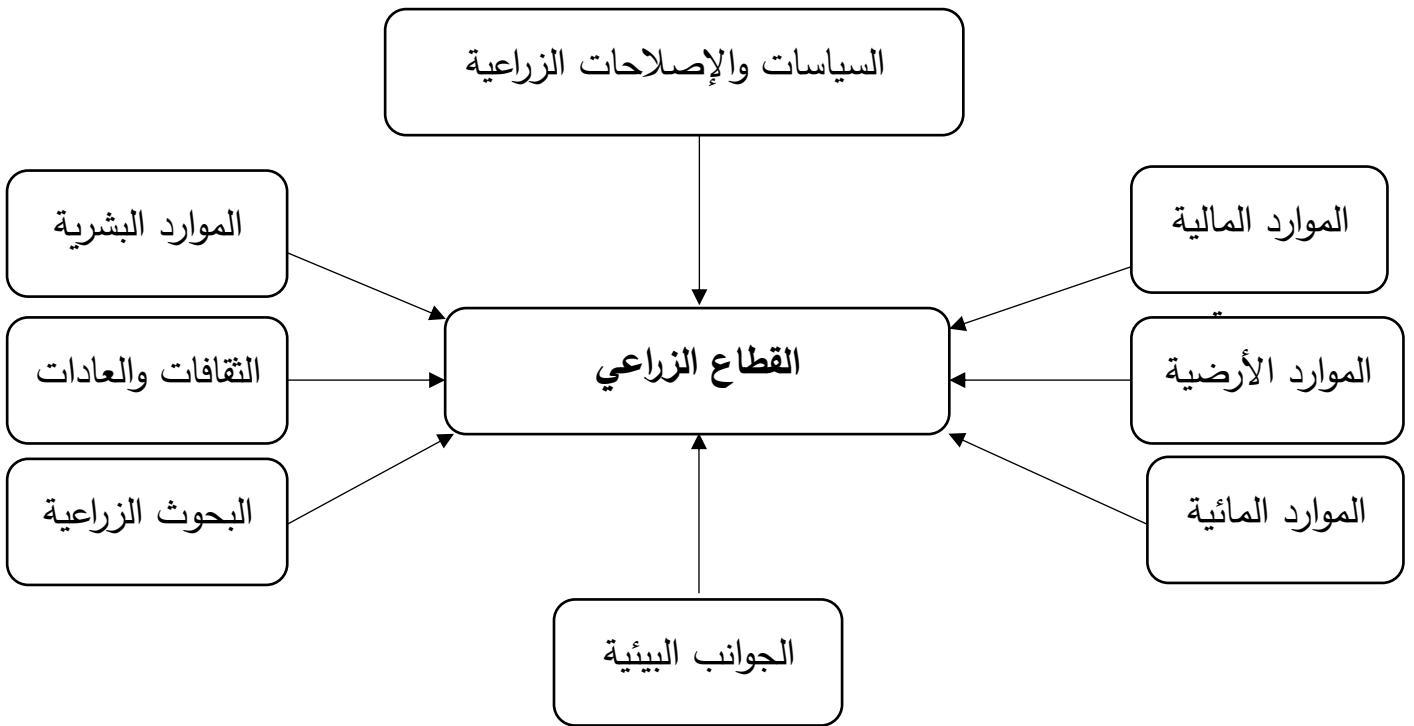 السياسات والإصلاحات الزراعية
الموارد المالية
الموارد البشرية
القطاع الزراعي
الموارد الأرضية
الثقافات والعادات
الموارد المائية
البحوث الزراعية
الجوانب البيئية